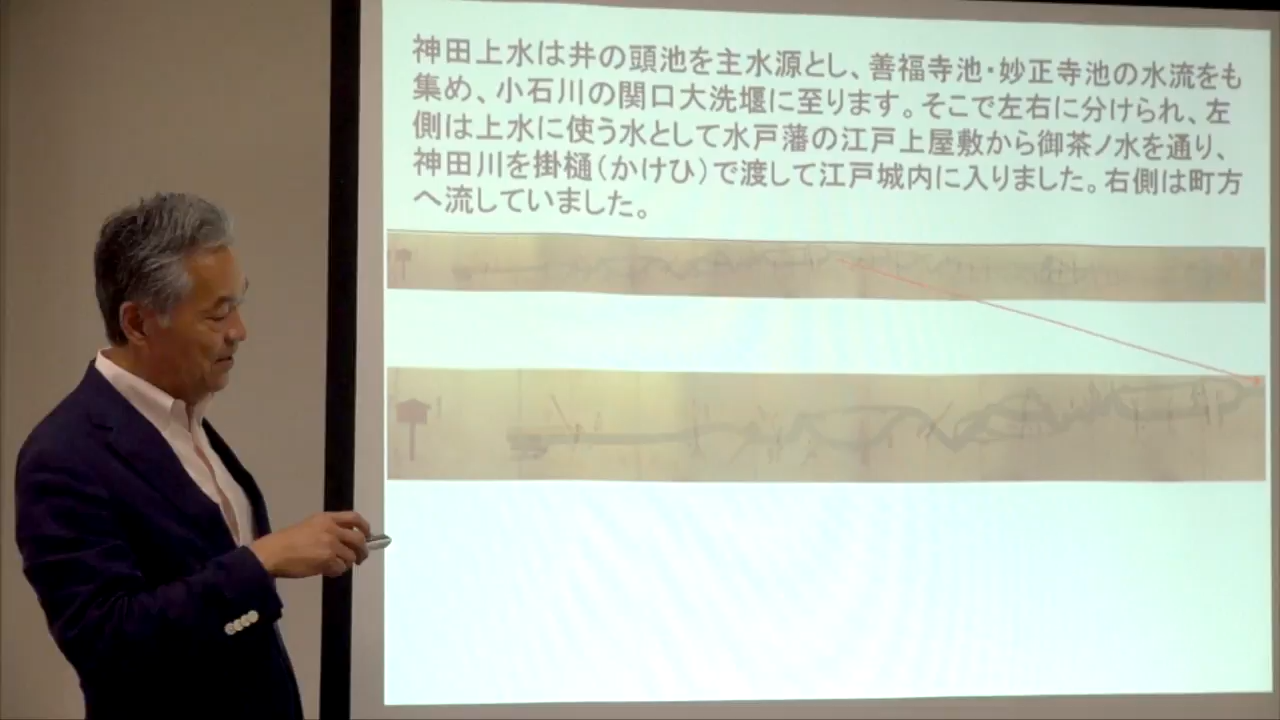 神田上水は井の頭池を主水源とし、善福寺池・妙正寺池の水流をも
集め、小石川の関口大洗堰に至ります。そこで左右に分けられ、左
側は上水に使う水として水戸藩の江戸上屋敷から御茶ノ水を通り、
神田川を掛樋（かけひ）で渡して江戸城内に入りました。右側は町方
へ流していました。